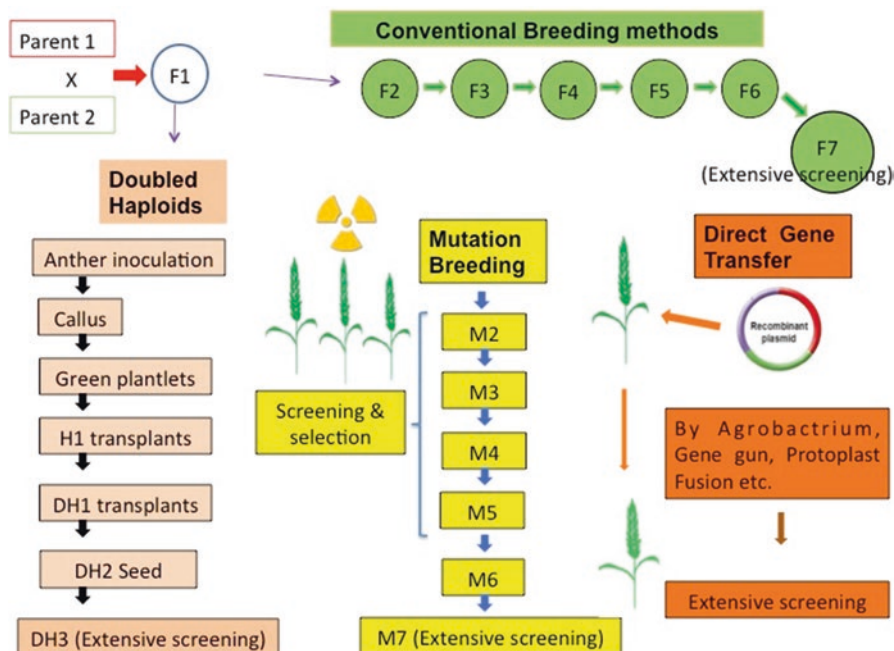 Parent 1
X
Parent 2
F1
Conventional Breeding methods
F2
F3
F4
F5
F6
F7
(Extensive screening)
Doubled
Haploids
Anther inoculation
Callus
Green plantlets
H1 transplants
DH1 transplants
DH2 Seed
DH3 (Extensive screening)
Screening &
selection
Mutation
Breeding
M2
M3
M4
M5
M6
M7 (Extensive screening)
Direct Gene
Transfer
Recombinant
plasmid
By Agrobactrium,
Gene gun, Protoplast
Fusion etc.
Extensive screening